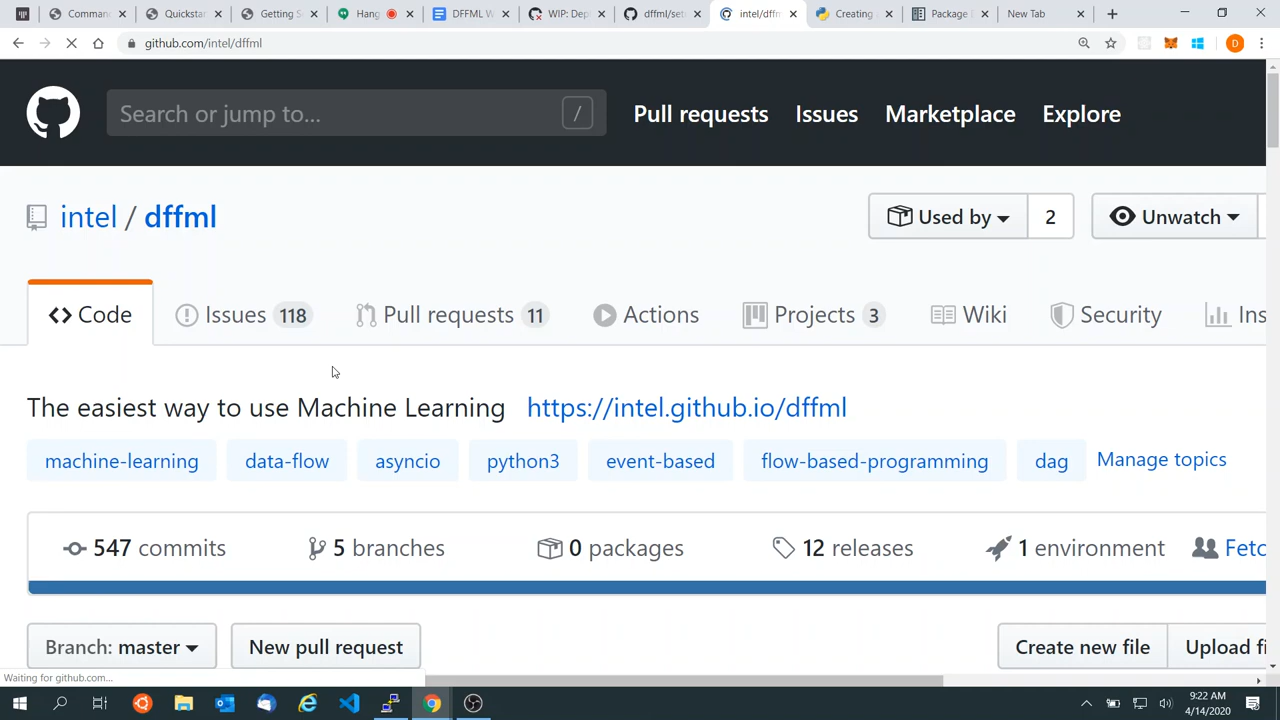 Comman
Quickstar
Getting S
Hang
DFFML W
WIP: Dep
dffml/set
intel/dffm
Creating
Package
New Tab
github.com/intel/dffml
D
Search or jump to...
/
Pull requests
Issues
Marketplace
Explore
intel / dffml
Used by
2
Unwatch
Code
Issues 118
Pull requests 11
Actions
Projects 3
Wiki
Security
Ins
The easiest way to use Machine Learning https://intel.github.io/dffml
machine-learning
data-flow
asyncio
python3
event-based
flow-based-programming
dag
Manage topics
547 commits
5 branches
0 packages
12 releases
1 environment
Fetc
Branch: master
New pull request
Create new file
Upload fi
Waiting for github.com...
9:22 AM
4/14/2020